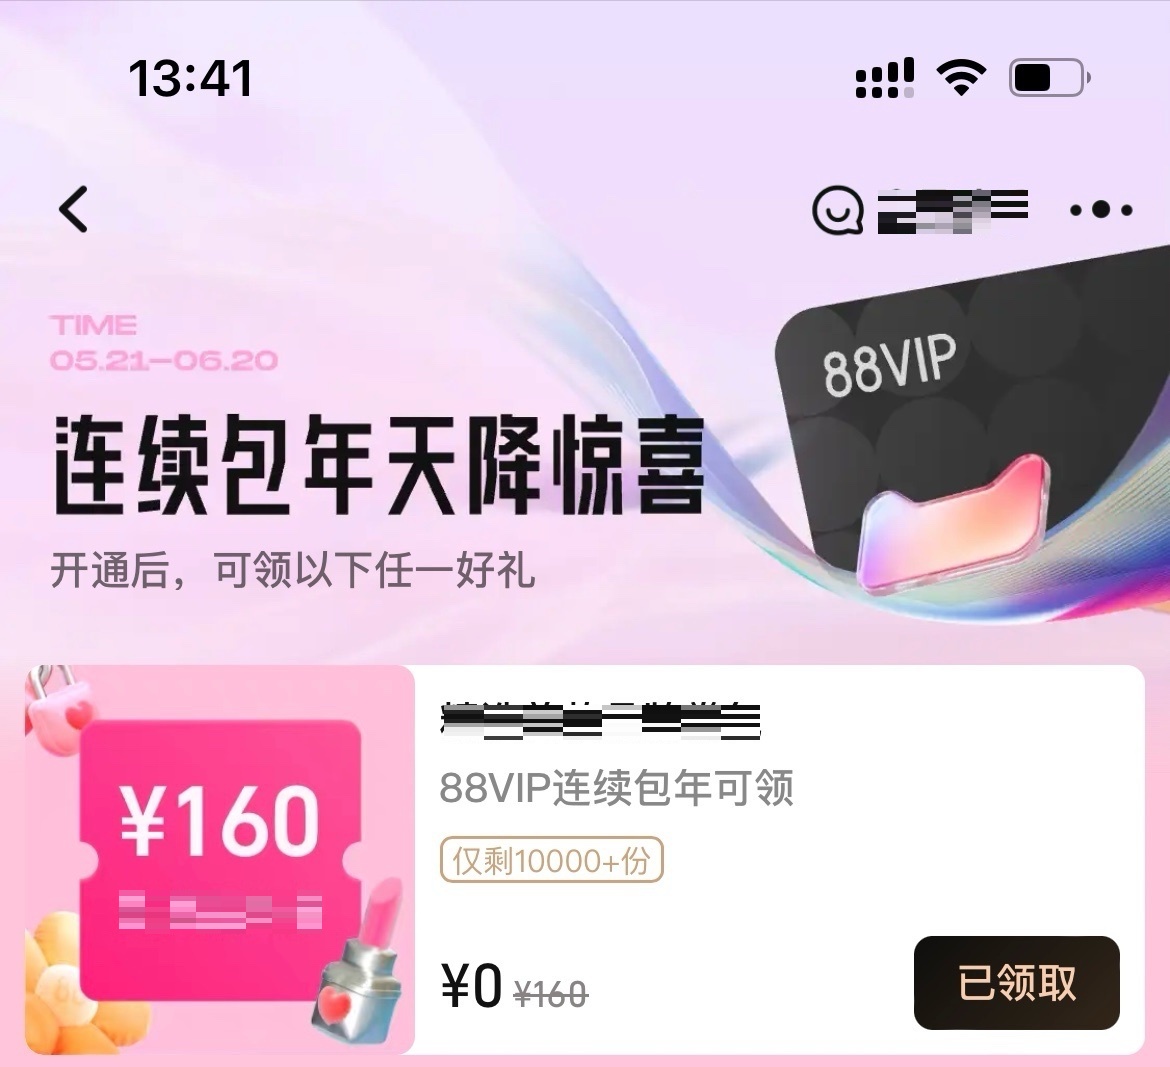 13:41
TIME
05.21—06.20
88VIP
连续包年天降惊喜
开通后，可领以下任一好礼
¥160
88VIP连续包年可领
仅剩10000+份
¥0 ¥160
已领取